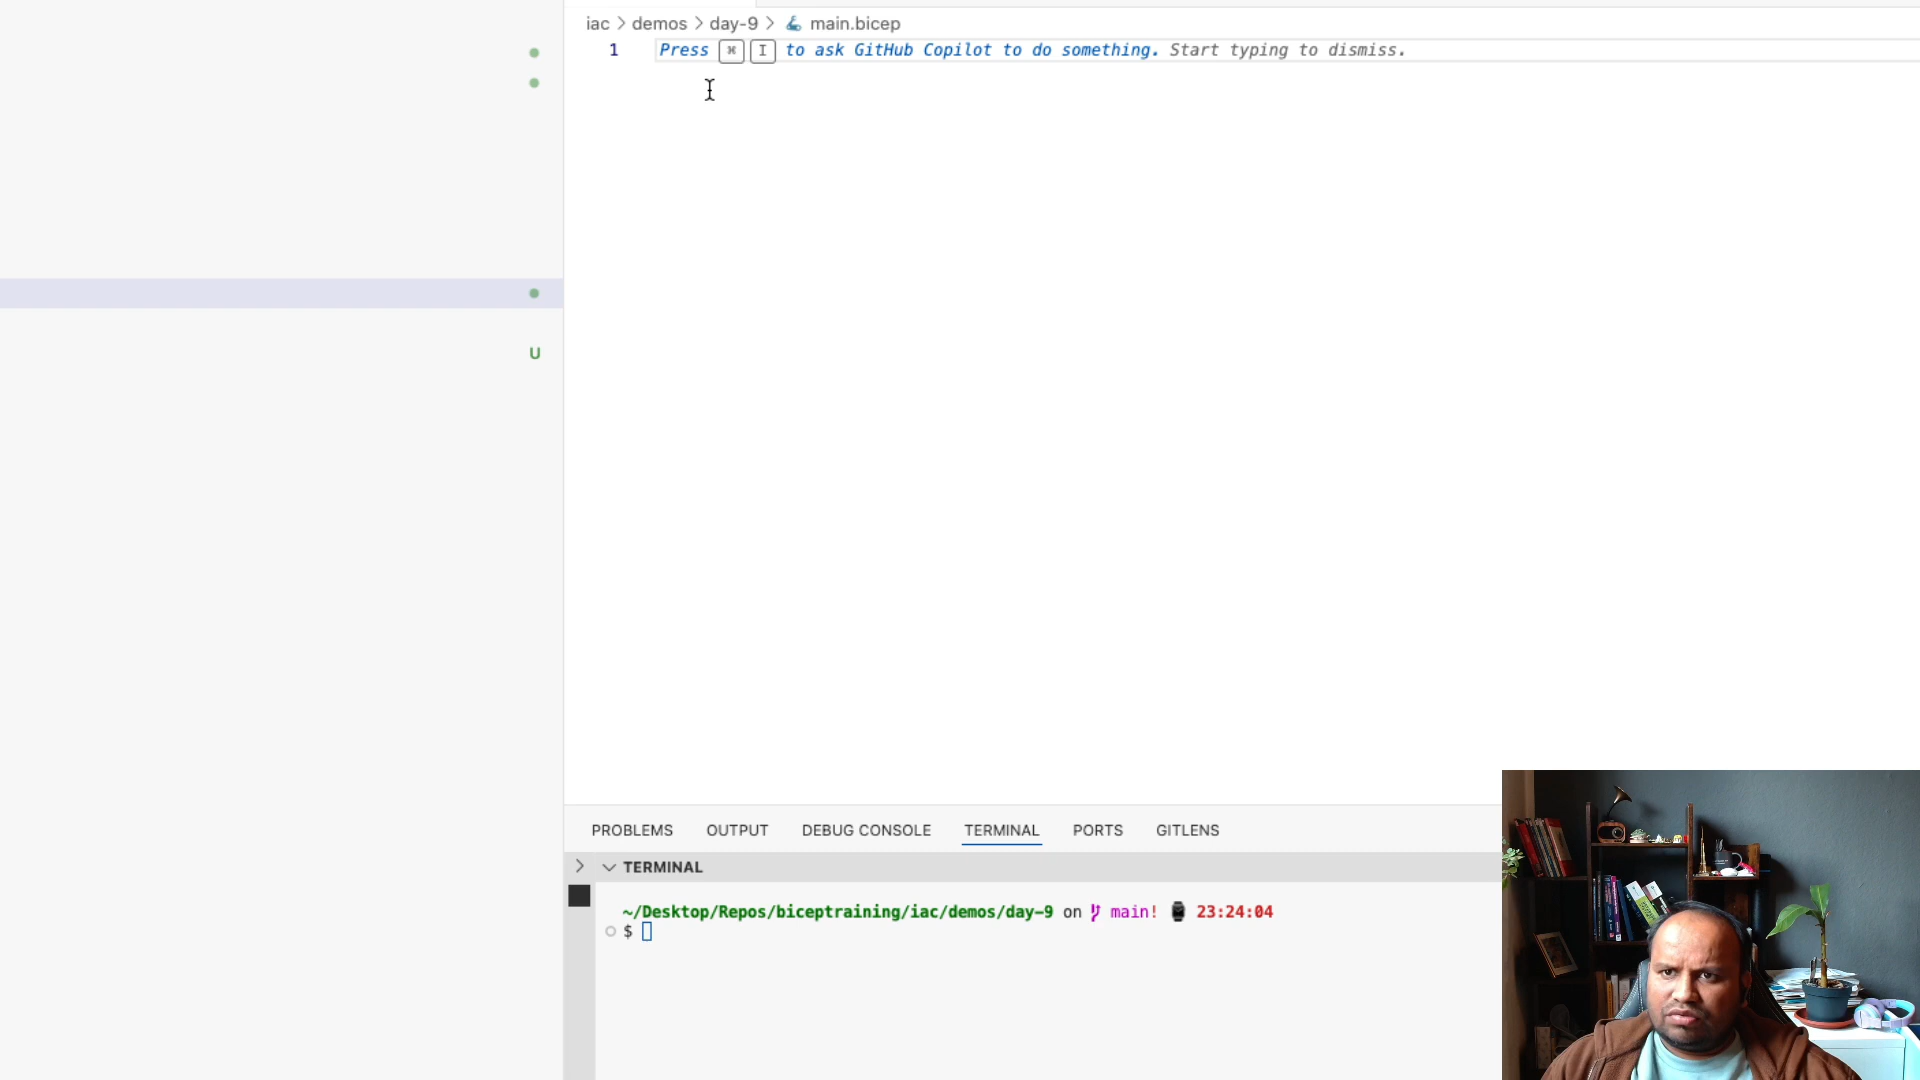 iac > demos > day-9 > main.bicep
1 Press ⌘ I to ask GitHub Copilot to do something. Start typing to dismiss.
U
PROBLEMS OUTPUT DEBUG CONSOLE TERMINAL PORTS GITLENS
TERMINAL
~/Desktop/Repos/biceptraining/iac/demos/day-9 on main! 23:24:04
$